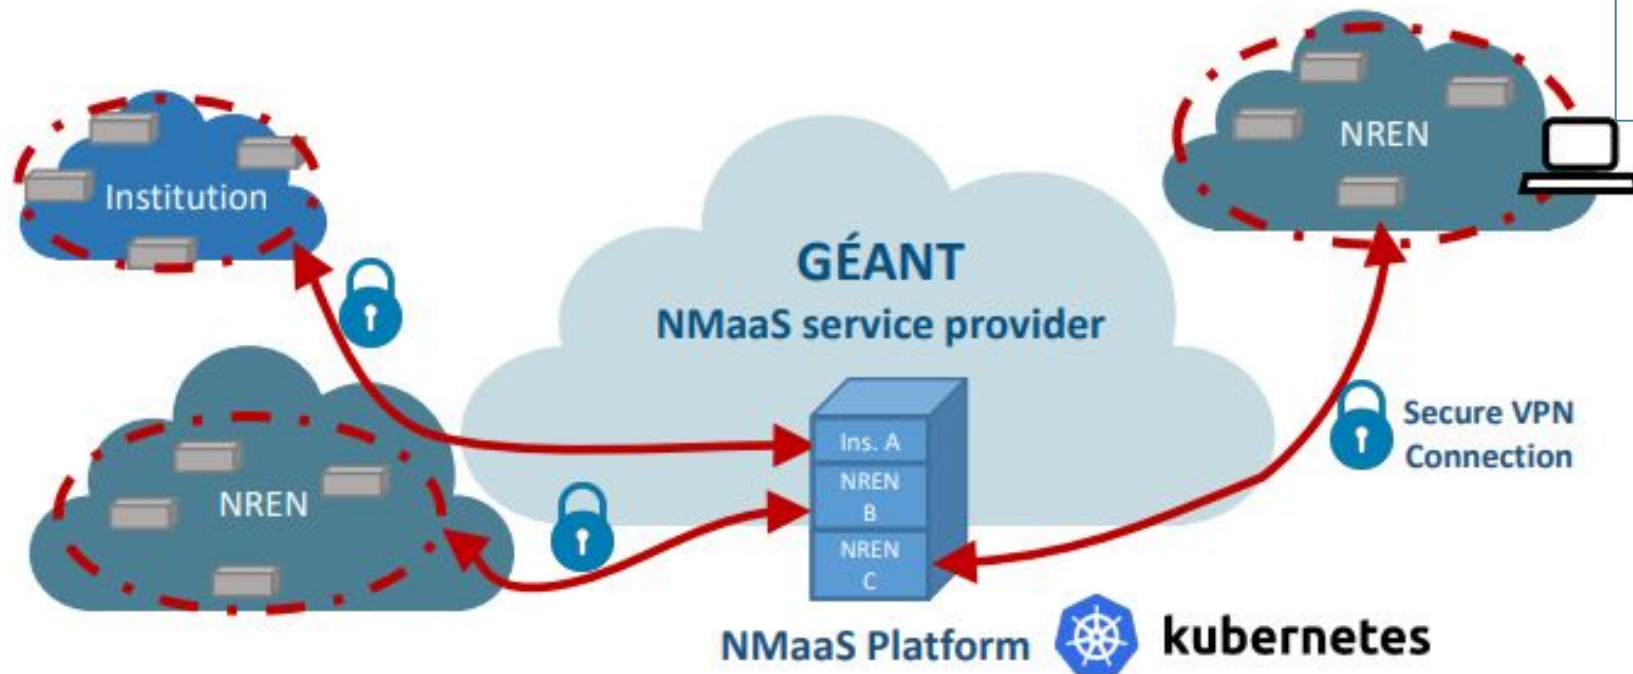 Institution
NREN
NREN
GÉANT
NMaaS service provider
Ins. A
NREN
B
NREN
C
Secure VPN
Connection
NMaaS Platform
kubernetes